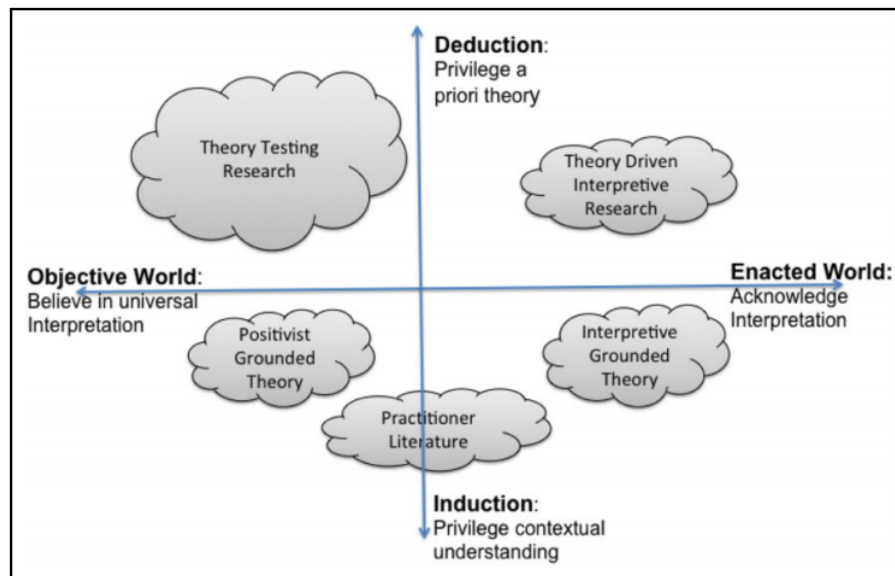 Deduction:
Privilege a
priori theory
Theory Testing
Research
Theory Driven
Interpretive
Research
Objective World:
Believe in universal
Interpretation
Enacted World:
Acknowledge
Interpretation
Positivist
Grounded
Theory
Interpretive
Grounded
Theory
Practitioner
Literature
Induction:
Privilege contextual
understanding